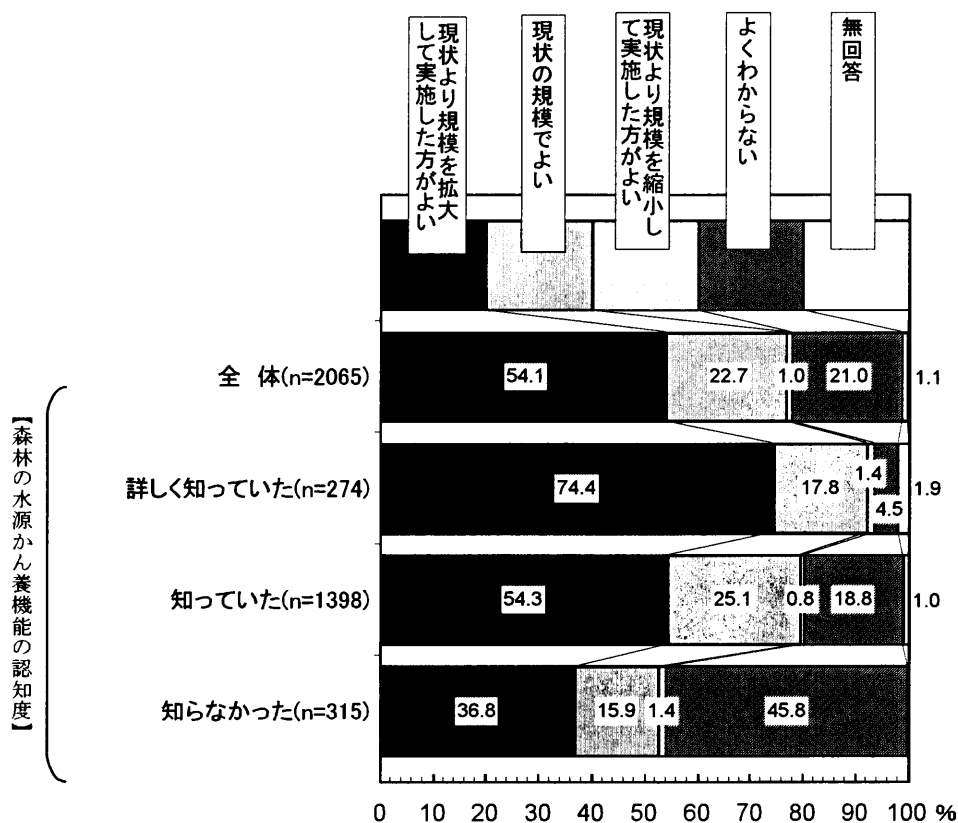 現状より規模を拡大
して実施した方がよい
現状の規模でよい
現状より規模を縮小し
て実施した方がよい
よくわからない
無回答
全 体(n=2065)
54.1
22.7
1.0
21.0
1.1
【森林の水源かん養機能の認知度】
詳しく知っていた(n=274)
74.4
17.8
1.4
4.5
1.9
知っていた(n=1398)
54.3
25.1
0.8
18.8
1.0
知らなかった(n=315)
36.8
15.9
1.4
45.8
0 10 20 30 40 50 60 70 80 90 100 %